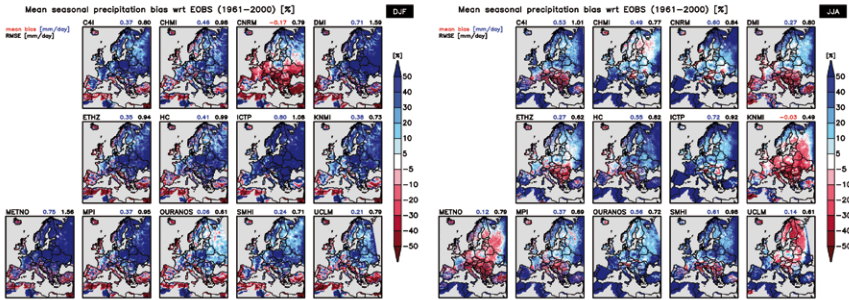 Mean seasonal precipitation bias wrt EOBS (1961-2000) [%]
DJF
mean bias [mm/day]
RMSE [mm/day]
C4I 0.37 0.80
CHMI 0.48 0.88
CNRM -0.17 0.79
DMI 0.71 1.59
[%]
ETHZ 0.35 0.94
HC 0.41 0.99
ICTP 0.80 1.08
KNMI 0.38 0.73
METNO 0.75 1.56
MPI 0.37 0.95
OURANOS 0.09 0.61
SMHI 0.24 0.71
UCLM 0.21 0.79
50
40
30
20
10
5
-5
-10
-20
-30
-40
-50
Mean seasonal precipitation bias wrt EOBS (1961-2000) [%]
JJA
mean bias [mm/day]
RMSE [mm/day]
C4I 0.53 1.01
CHMI 0.49 0.77
CNRM 0.60 0.84
DMI 0.27 0.80
[%]
ETHZ 0.27 0.62
HC 0.55 0.82
ICTP 0.72 0.92
KNMI -0.03 0.49
METNO 0.12 0.79
MPI 0.37 0.69
OURANOS 0.58 0.72
SMHI 0.61 0.86
UCLM 0.14 0.61
50
40
30
20
10
5
-5
-10
-20
-30
-40
-50